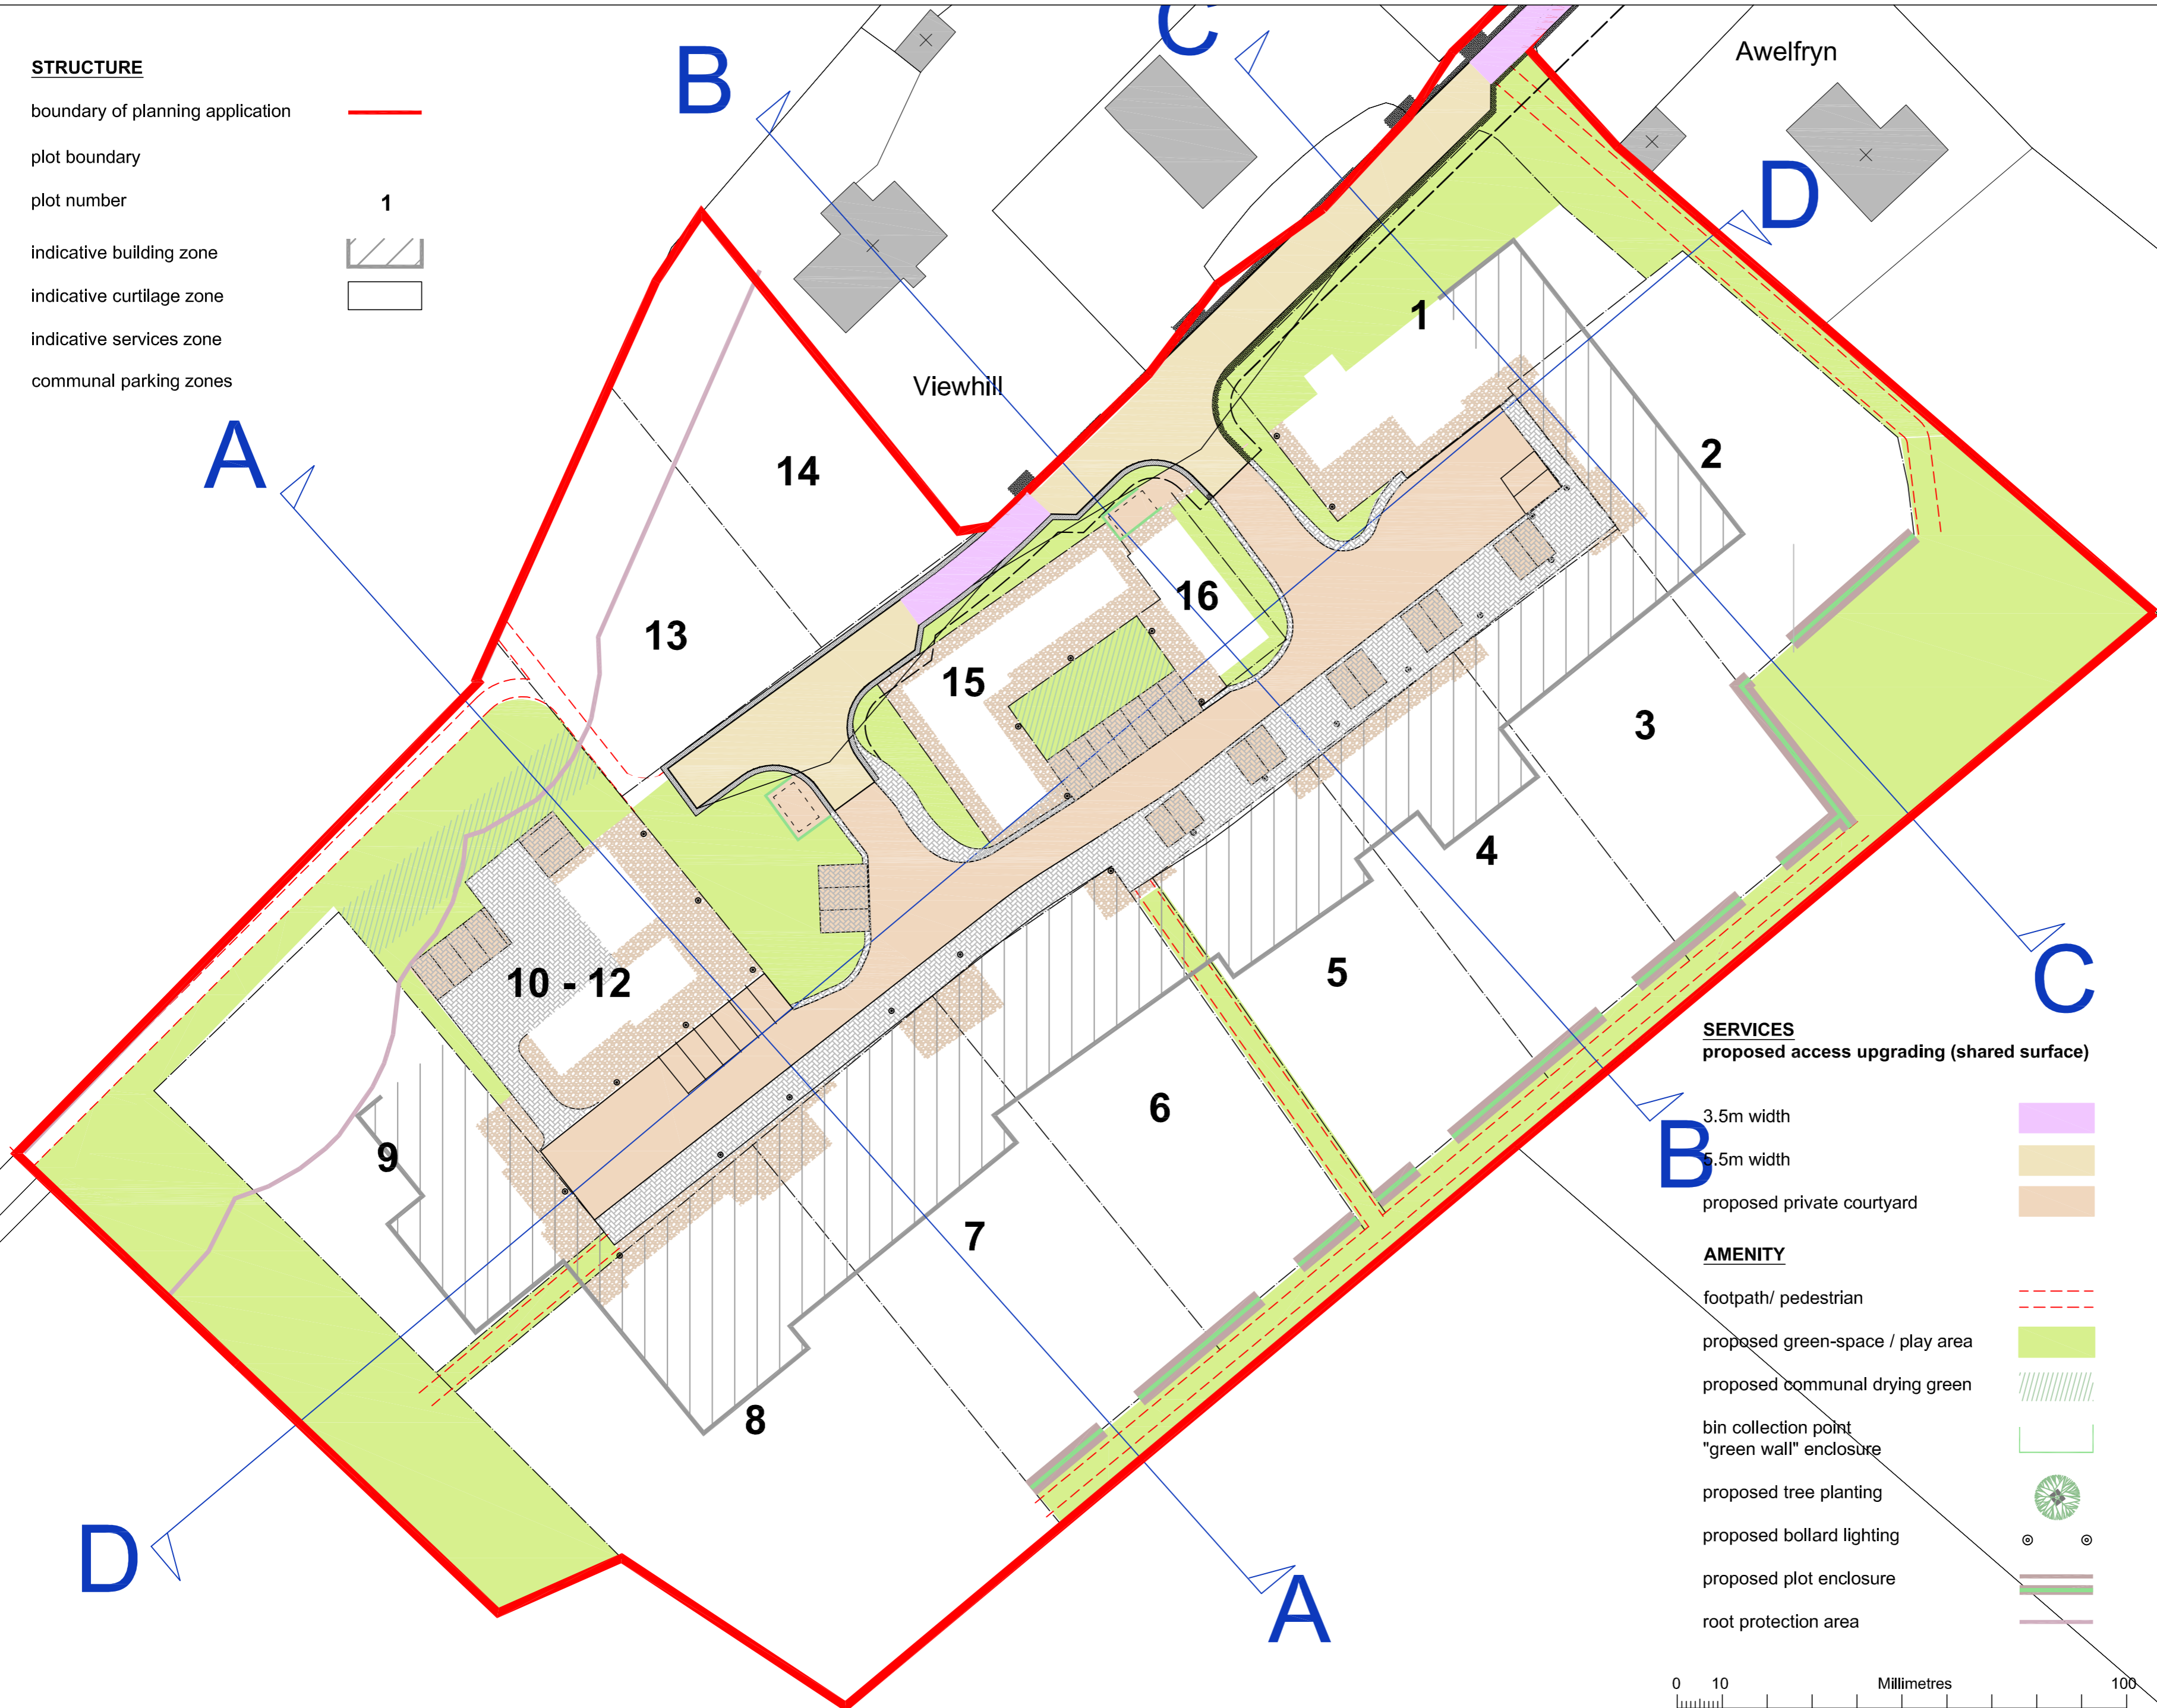 STRUCTURE
boundary of planning application
plot boundary
plot number 1
indicative building zone
indicative curtilage zone
indicative services zone
communal parking zones
A
B
C
D
Awelfryn
Viewhill
1
2
3
4
5
6
7
8
9
10 - 12
13
14
15
16
D
A
B
C
SERVICES
proposed access upgrading (shared surface)
3.5m width
5.5m width
proposed private courtyard
AMENITY
footpath/ pedestrian
proposed green-space / play area
proposed communal drying green
bin collection point
"green wall" enclosure
proposed tree planting
proposed bollard lighting
proposed plot enclosure
root protection area
0 10 Millimetres 100